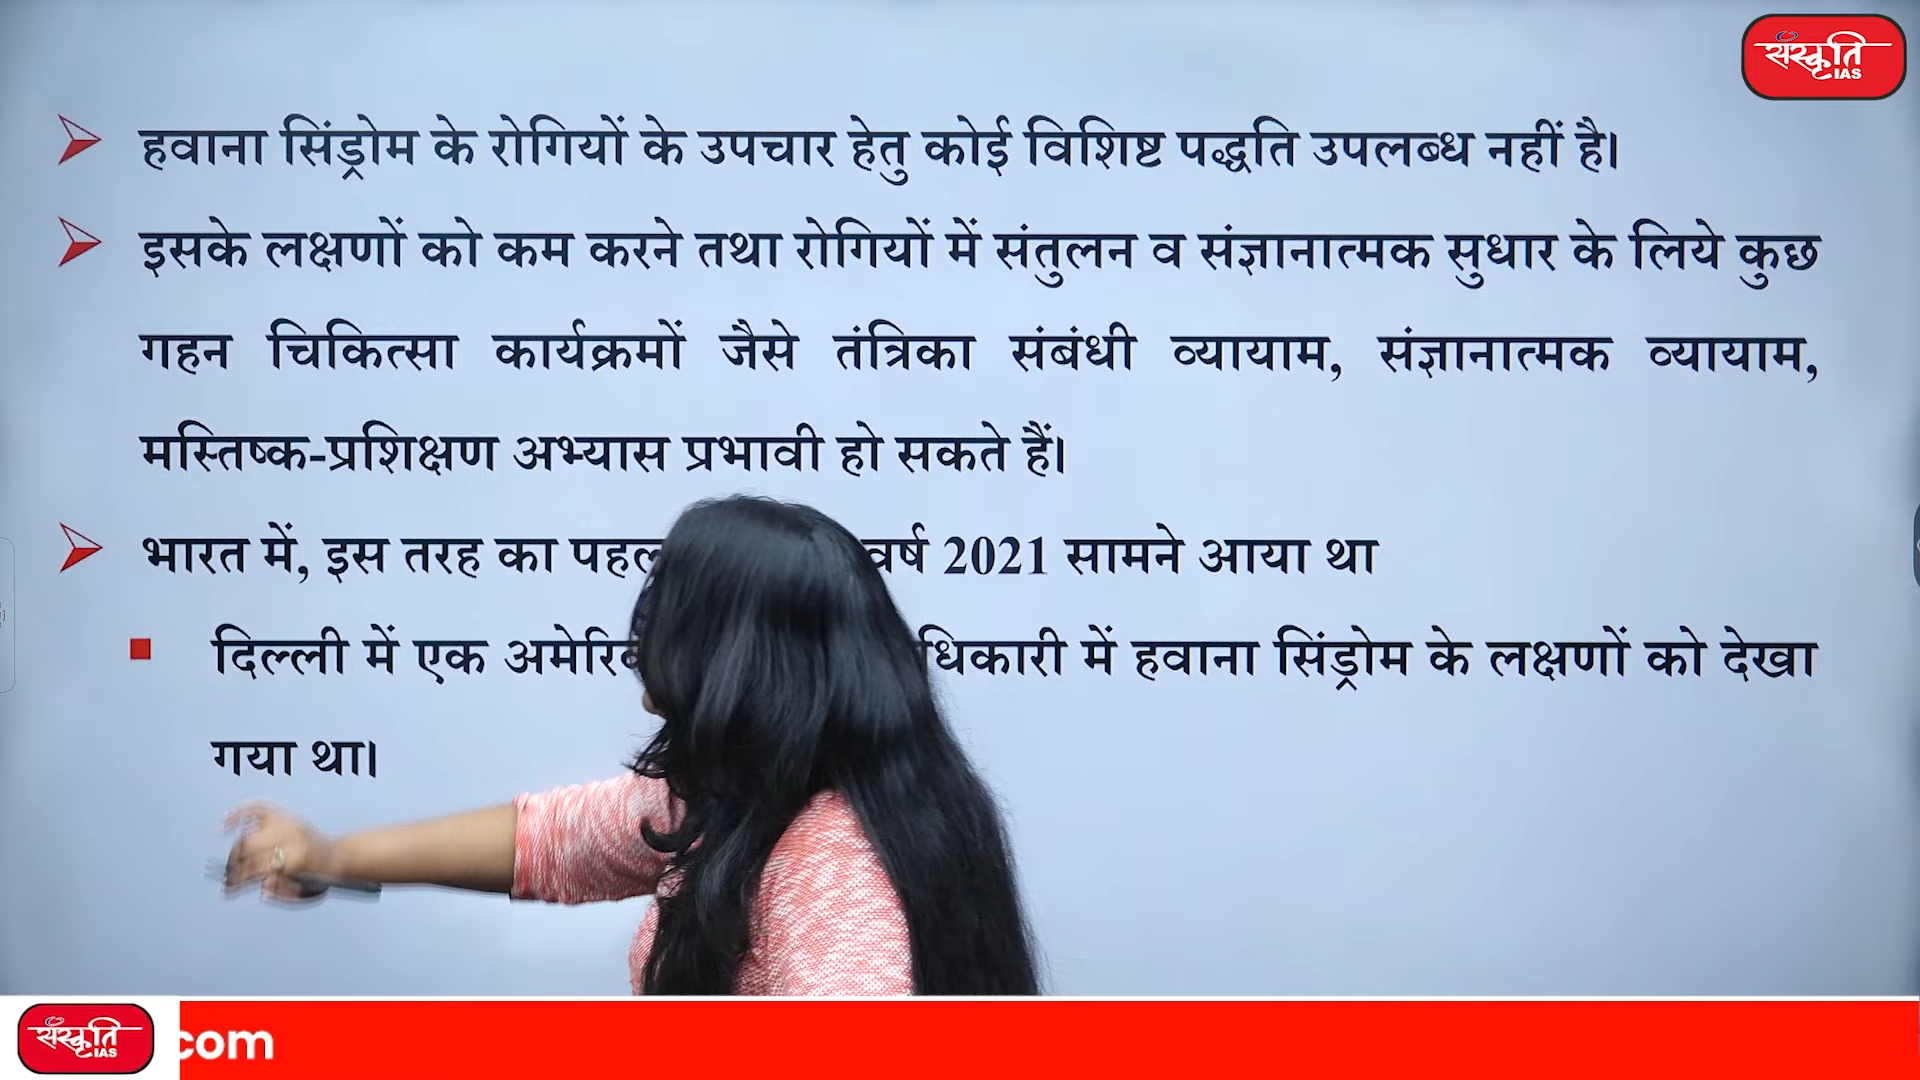 संस्कृति
IAS
हवाना सिंड्रोम के रोगियों के उपचार हेतु कोई विशिष्ट पद्धति उपलब्ध नहीं है।
इसके लक्षणों को कम करने तथा रोगियों में संतुलन व संज्ञानात्मक सुधार के लिये कुछ
गहन चिकित्सा कार्यक्रमों जैसे तंत्रिका संबंधी व्यायाम, संज्ञानात्मक व्यायाम,
मस्तिष्क-प्रशिक्षण अभ्यास प्रभावी हो सकते हैं।
भारत में, इस तरह का वर्ष 2021 सामने आया था
दिल्ली में एक में हवाना सिंड्रोम के लक्षणों को देखा
गया था।
संस्कृति
IAS
com